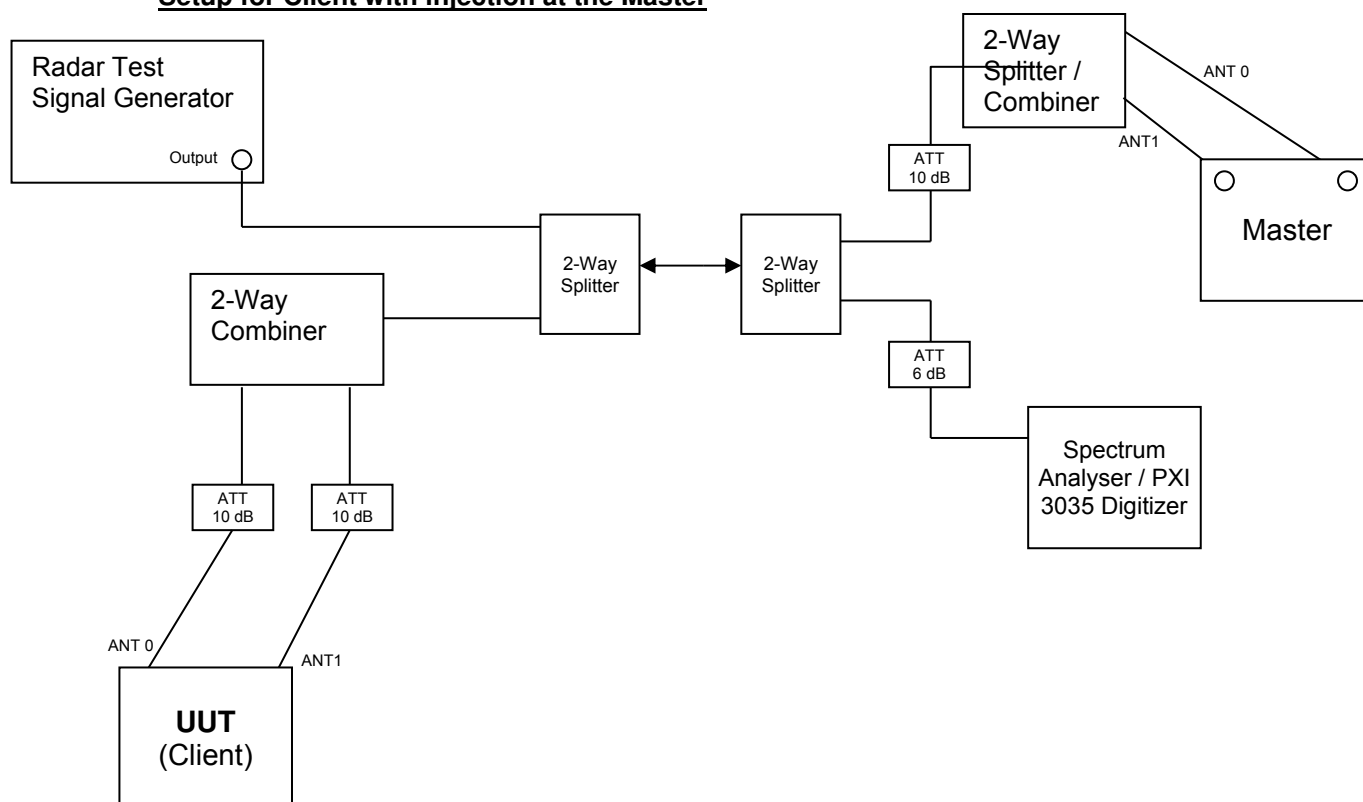 Setup for Client with injection at the Master
Radar Test
Signal Generator
Output
2-Way
Splitter /
Combiner
ANT 0
ANT1
ATT
10 dB
Master
2-Way
Splitter
2-Way
Splitter
2-Way
Combiner
ATT
6 dB
Spectrum
Analyser / PXI
3035 Digitizer
ATT
10 dB
ATT
10 dB
ANT 0
ANT1
UUT
(Client)